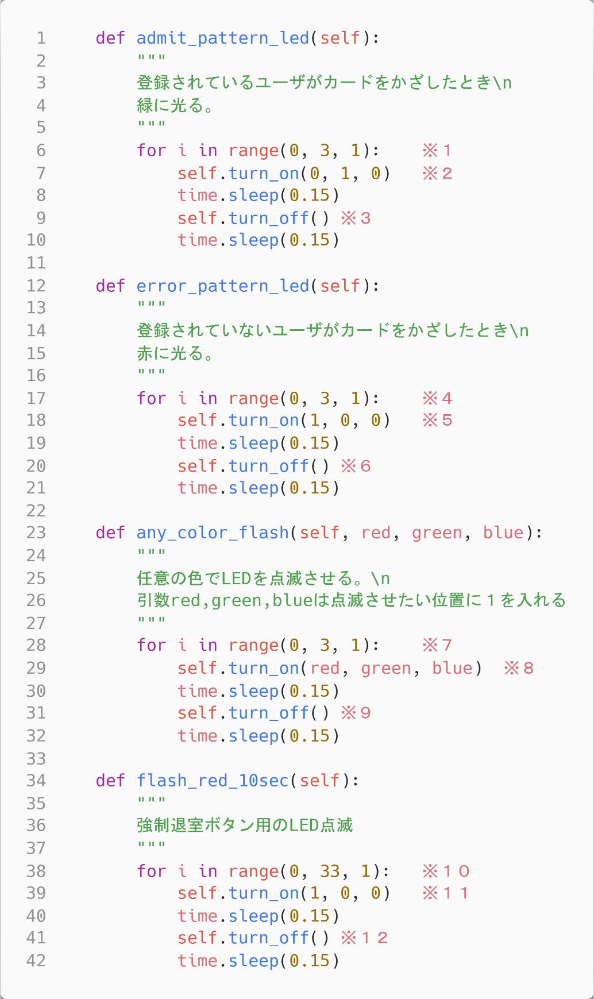 1 def admit_pattern_led(self):
2 """
3 登録されているユーザがカードをかざしたとき\n
4 緑に光る。
5 """
6 for i in range(0, 3, 1): ※１
7 self.turn_on(0, 1, 0) ※２
8 time.sleep(0.15)
9 self.turn_off() ※３
10 time.sleep(0.15)
11
12 def error_pattern_led(self):
13 """
14 登録されていないユーザがカードをかざしたとき\n
15 赤に光る。
16 """
17 for i in range(0, 3, 1): ※４
18 self.turn_on(1, 0, 0) ※５
19 time.sleep(0.15)
20 self.turn_off() ※６
21 time.sleep(0.15)
22
23 def any_color_flash(self, red, green, blue):
24 """
25 任意の色でLEDを点滅させる。\n
26 引数red,green,blueは点滅させたい位置に１を入れる
27 """
28 for i in range(0, 3, 1): ※７
29 self.turn_on(red, green, blue) ※８
30 time.sleep(0.15)
31 self.turn_off() ※９
32 time.sleep(0.15)
33
34 def flash_red_10sec(self):
35 """
36 強制退室ボタン用のLED点滅
37 """
38 for i in range(0, 33, 1): ※１０
39 self.turn_on(1, 0, 0) ※１１
40 time.sleep(0.15)
41 self.turn_off() ※１２
42 time.sleep(0.15)